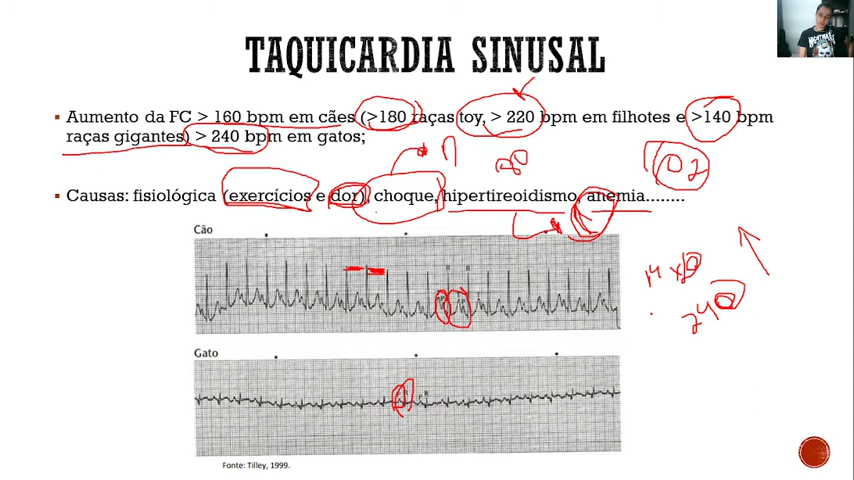 TAQUICARDIA SINUSAL
▪ Aumento da FC > 160 bpm em cães (>180 raças toy, > 220 bpm em filhotes e >140 bpm
raças gigantes) > 240 bpm em gatos;
▪ Causas: fisiológica (exercícios e dor), choque, hipertireoidismo, anemia........
Cão
R R
P P
Gato
R R
P
240
Fonte: Tilley, 1999.